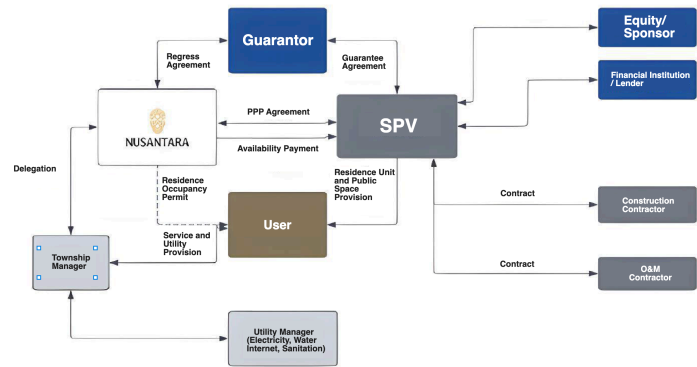 Equity/
Sponsor
Guarantor
Regress
Agreement
Guarantee
Agreement
Financial Institution
/ Lender
PPP Agreement
SPV
NUSANTARA
Availability Payment
Delegation
Residence
Occupancy
Permit
Residence Unit
and Public
Space
Provision
Contract
Construction
Contractor
User
Service and
Utility
Provision
Township
Manager
Contract
O&M
Contractor
Utility Manager
(Electricity, Water
Internet, Sanitation)